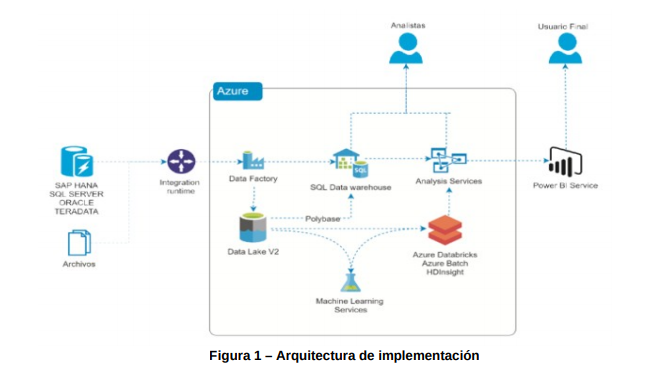 Analistas
Usuario Final
Azure
SAP HANA
SQL SERVER
ORACLE
TERADATA
Integration
runtime
Data Factory
SQL
SQL Data warehouse
Analysis Services
Power BI Service
Archivos
Polybase
Data Lake V2
Azure Databricks
Azure Batch
HDInsight
Machine Learning
Services
Figura 1 – Arquitectura de implementación